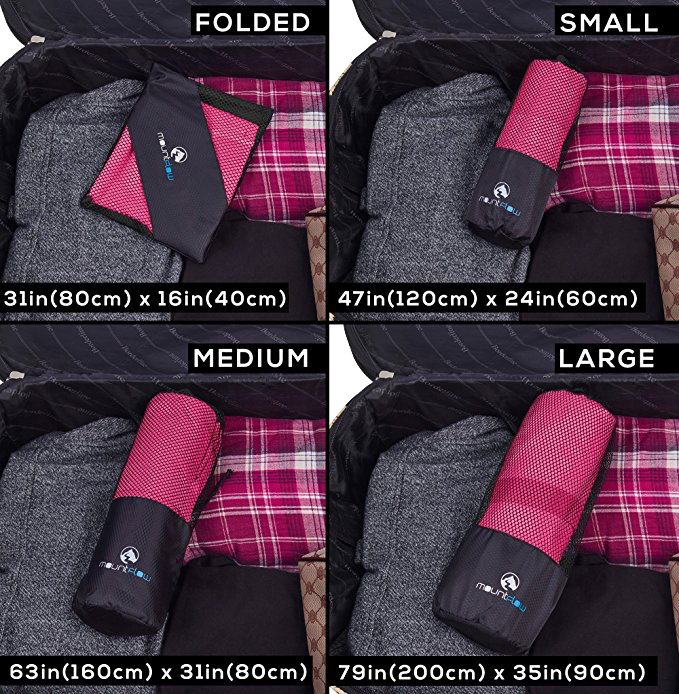 FOLDED
mountflow
31in(80cm) x 16in(40cm)
SMALL
mountflow
47in(120cm) x 24in(60cm)
MEDIUM
mountflow
63in(160cm) x 31in(80cm)
LARGE
mountflow
79in(200cm) x 35in(90cm)